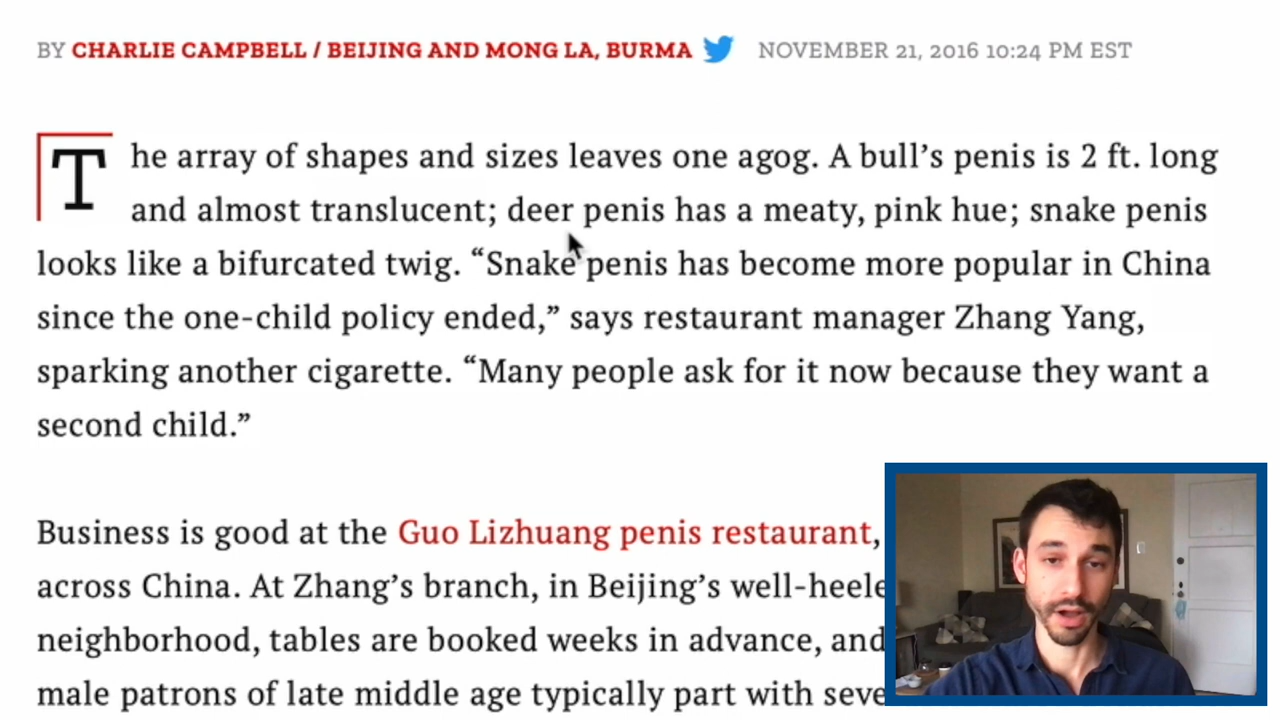 BY CHARLIE CAMPBELL / BEIJING AND MONG LA, BURMA NOVEMBER 21, 2016 10:24 PM EST
The array of shapes and sizes leaves one agog. A bull’s penis is 2 ft. long
and almost translucent; deer penis has a meaty, pink hue; snake penis
looks like a bifurcated twig. “Snake penis has become more popular in China
since the one-child policy ended,” says restaurant manager Zhang Yang,
sparking another cigarette. “Many people ask for it now because they want a
second child.”
Business is good at the Guo Lizhuang penis restaurant,
across China. At Zhang’s branch, in Beijing’s well-heele
neighborhood, tables are booked weeks in advance, and
male patrons of late middle age typically part with seve